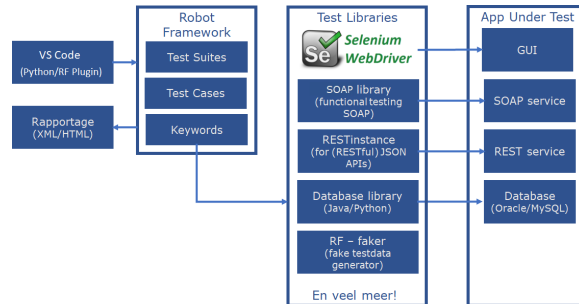 Robot
Framework
Test Suites
Test Cases
Keywords
VS Code
(Python/RF Plugin)
Rapportage
(XML/HTML)
Test Libraries
Se
Selenium
WebDriver
SOAP library
(functional testing
SOAP)
RESTinstance
(for (RESTful) JSON
APIs)
Database library
(Java/Python)
RF – faker
(fake testdata
generator)
En veel meer!
App Under Test
GUI
SOAP service
REST service
Database
(Oracle/MySQL)